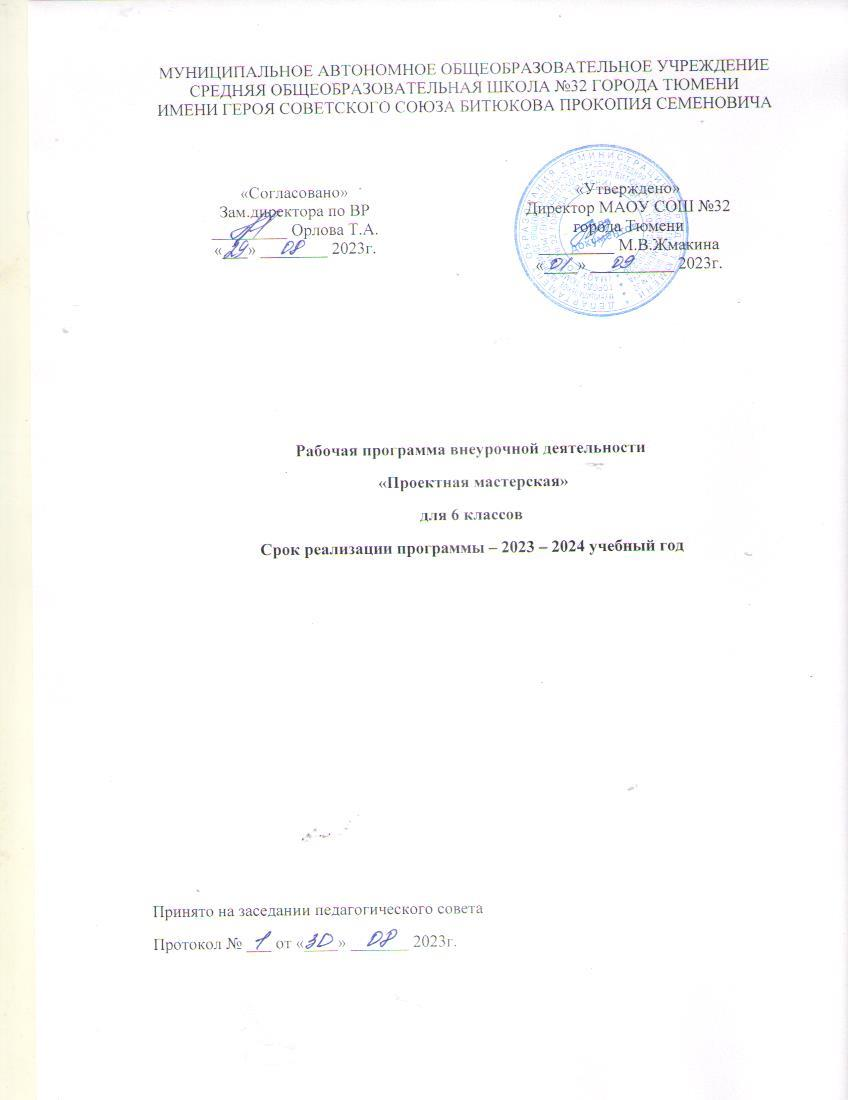 МУНИЦИПАЛЬНОЕ АВТОНОМНОЕ ОБЩЕОБРАЗОВАТЕЛЬНОЕ УЧРЕЖДЕНИЕ
СРЕДНЯЯ ОБЩЕОБРАЗОВАТЕЛЬНАЯ ШКОЛА №32 ГОРОДА ТЮМЕНИ
ИМЕНИ ГЕРОЯ СОВЕТСКОГО СОЮЗА БИТЮКОВА ПРОКОПИЯ СЕМЕНОВИЧА
«Согласовано»
Зам.директора по ВР
Орлова Т.А.
«29» 08 2023г.
«Утверждено»
Директор МАОУ СОШ №32
города Тюмени
М.В.Жмакина
«01» 09 2023г.
Рабочая программа внеурочной деятельности
«Проектная мастерская»
для 6 классов
Срок реализации программы – 2023 – 2024 учебный год
Принято на заседании педагогического совета
Протокол № 1 от «30» 08 2023г.